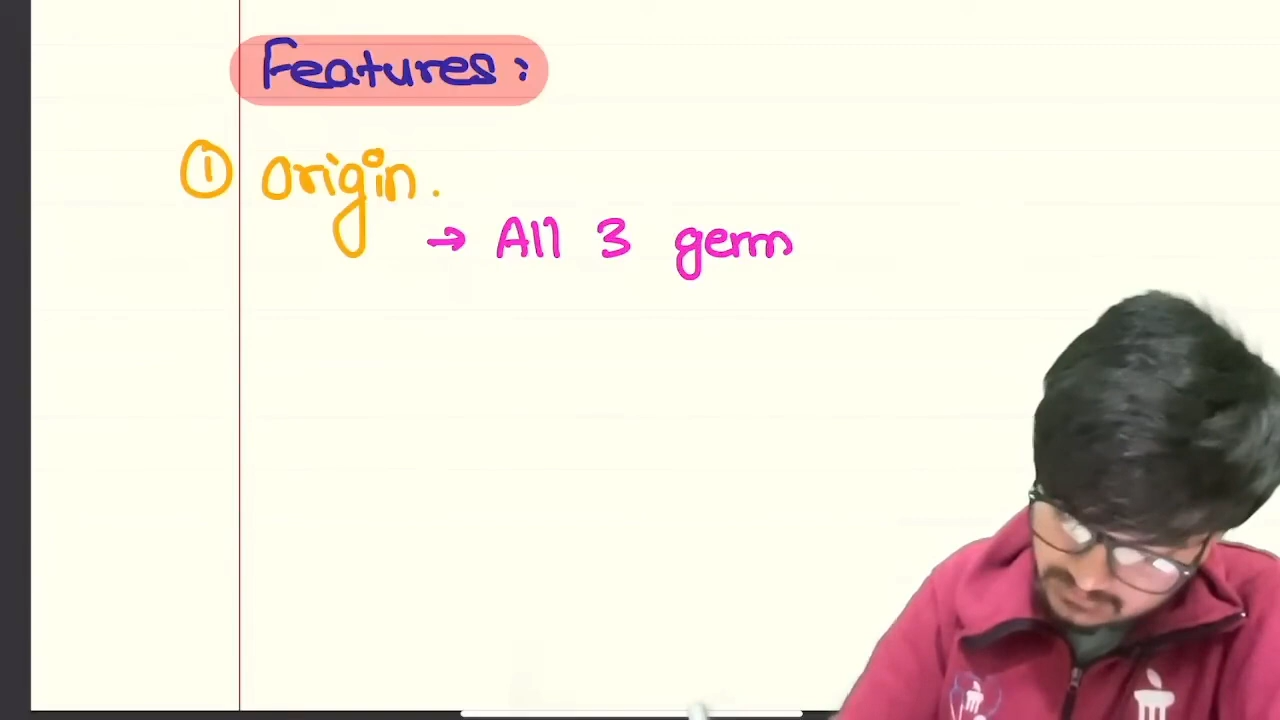 Features:
① Origin.
→ All 3 germ